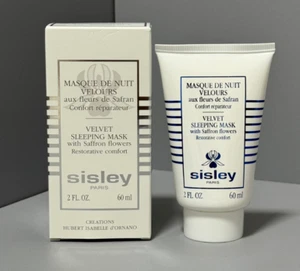 MASQUE DE NUIT
VELOURS
aux fleurs de Safran
Confort réparateur
VELVET
SLEEPING MASK
with Saffron flowers
Restorative comfort
sisley
PARIS
2 FL. OZ. 60 ml
CREATIONS
HUBERT ISABELLE d'ORNANO
MASQUE DE NUIT
VELOURS
aux fleurs de Safran
Confort réparateur
VELVET
SLEEPING MASK
with Saffron flowers
Restorative comfort
sisley
PARIS
2 FL. OZ. 60 ml